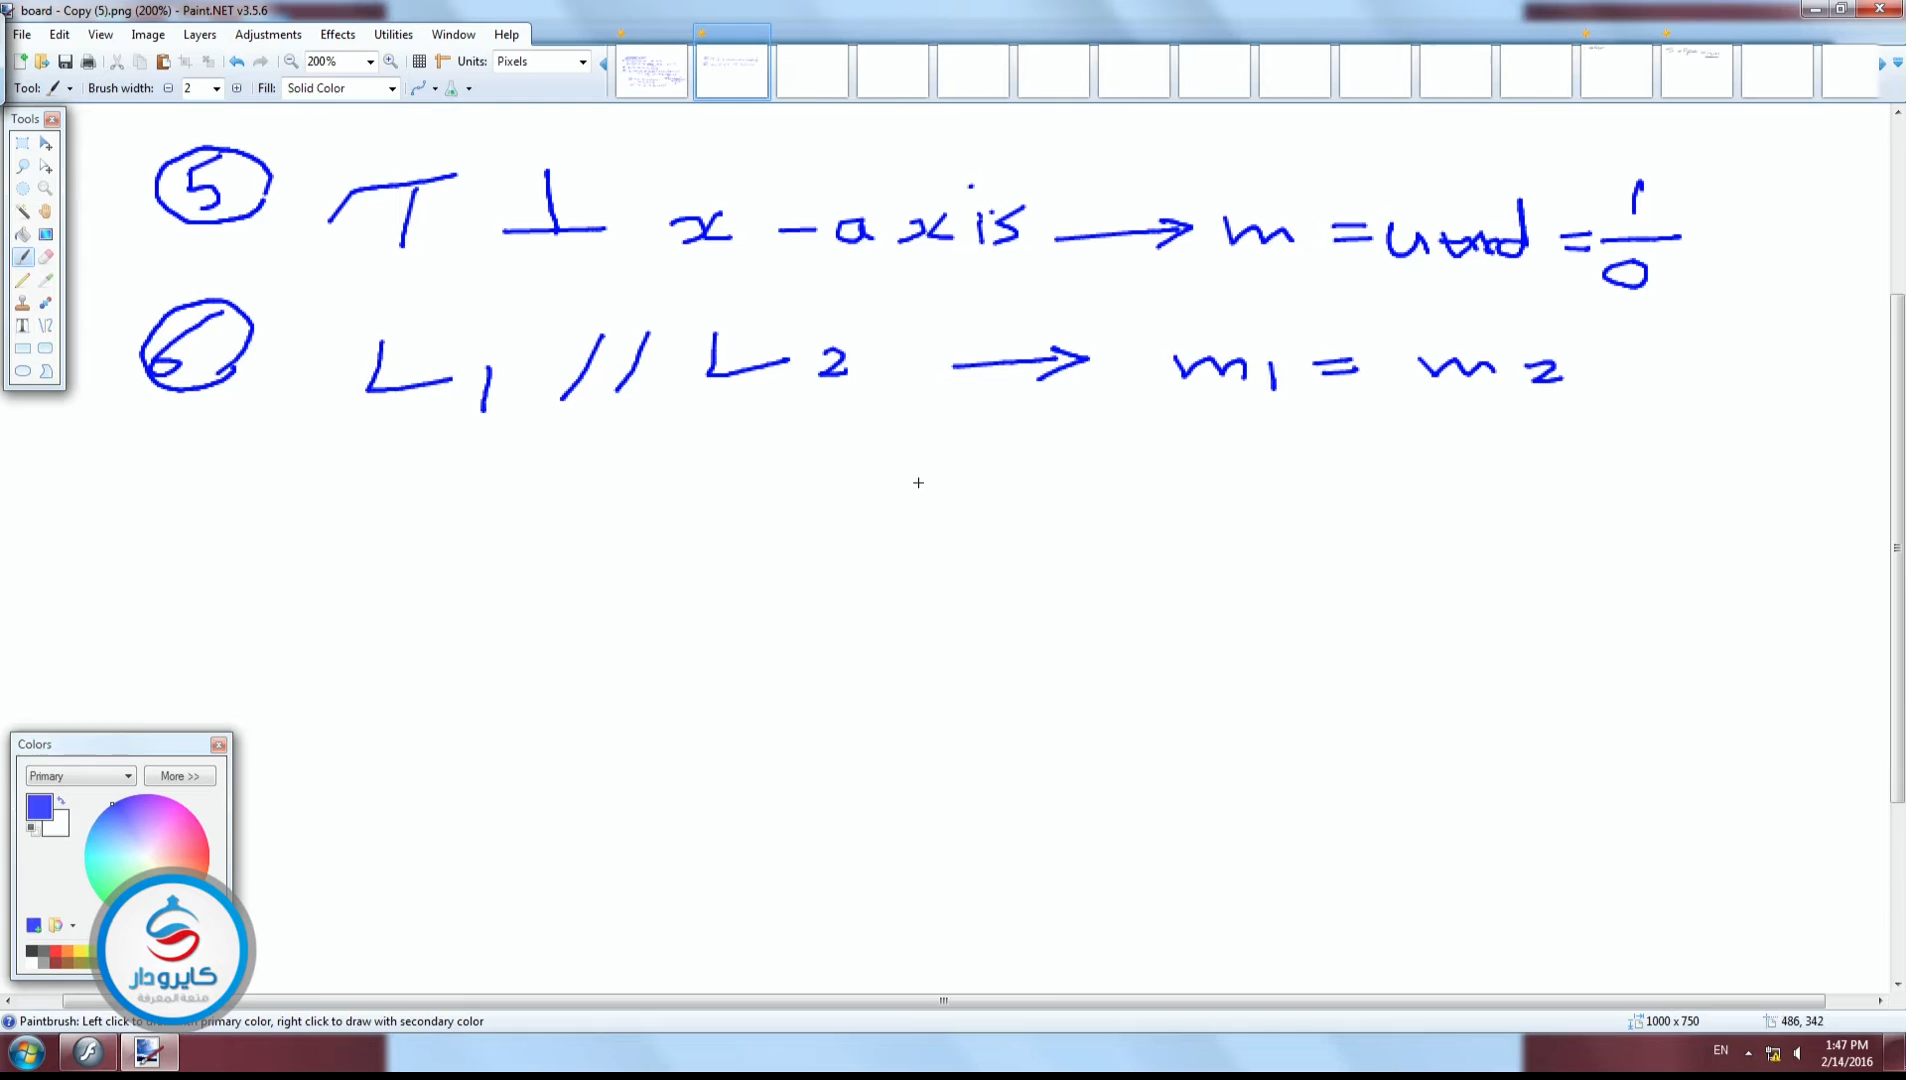 board - Copy (5).png (200%) - Paint.NET v3.5.6
File Edit View Image Layers Adjustments Effects Utilities Window Help
200% Units: Pixels
Tool: Brush width: 2 Fill: Solid Color
Tools
5 T ⊥ x - axis → m = und = 1/0
6 L1 // L2 → m1 = m2
Colors
Primary More >>
كايرودار
متعة المعرفة
Paintbrush: Left click to draw with primary color, right click to draw with secondary color
1000 x 750 486, 342
EN 1:47 PM
2/14/2016